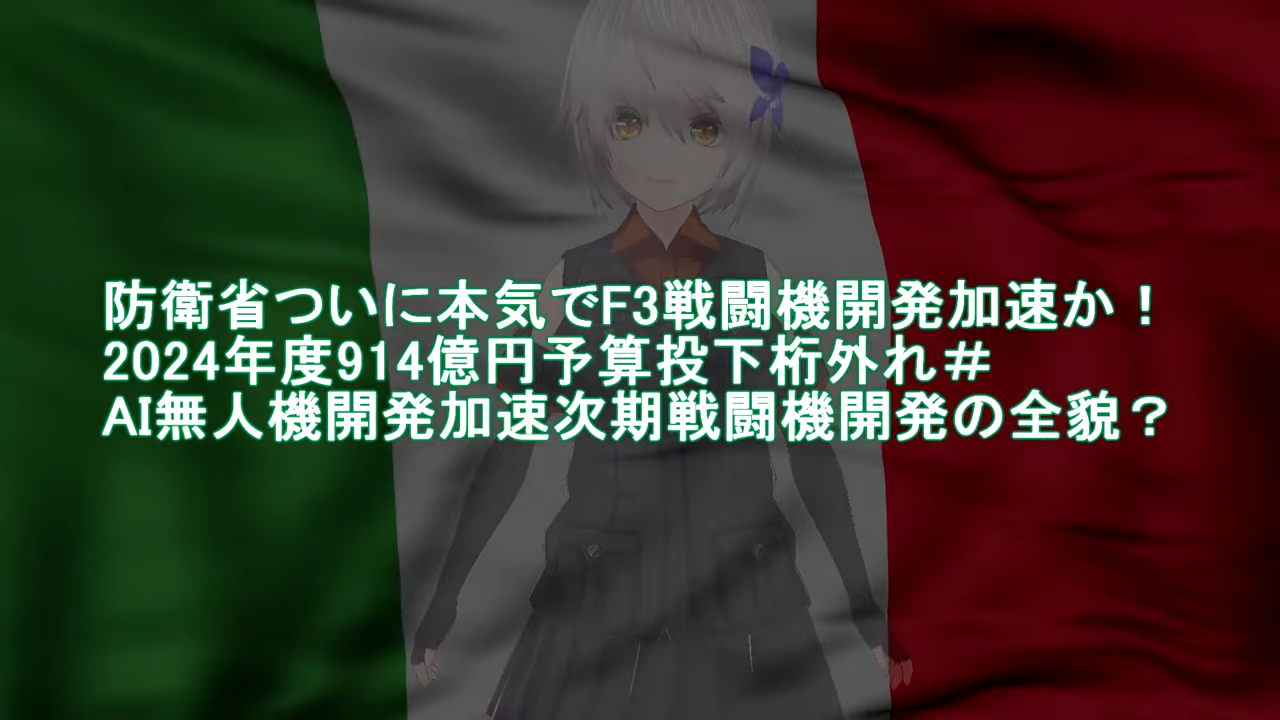 防衛省ついに本気でF3戦闘機開発加速か！
2024年度914億円予算投下桁外れ＃
AI無人機開発加速次期戦闘機開発の全貌？